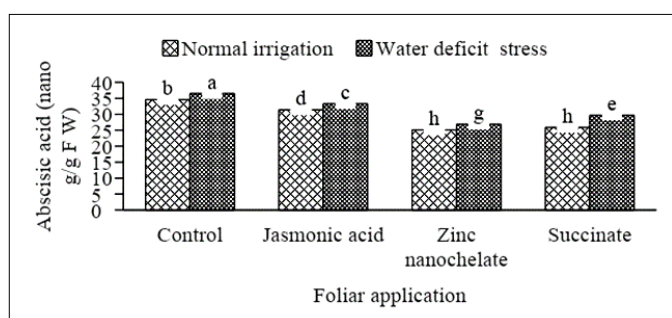 Normal irrigation Water deficit stress
Abscisic acid (nano
g/g F W)
40
35
30
25
20
15
10
5
0
b a d c h g h e
Control Jasmonic acid Zinc nanochelate Succinate
Foliar application